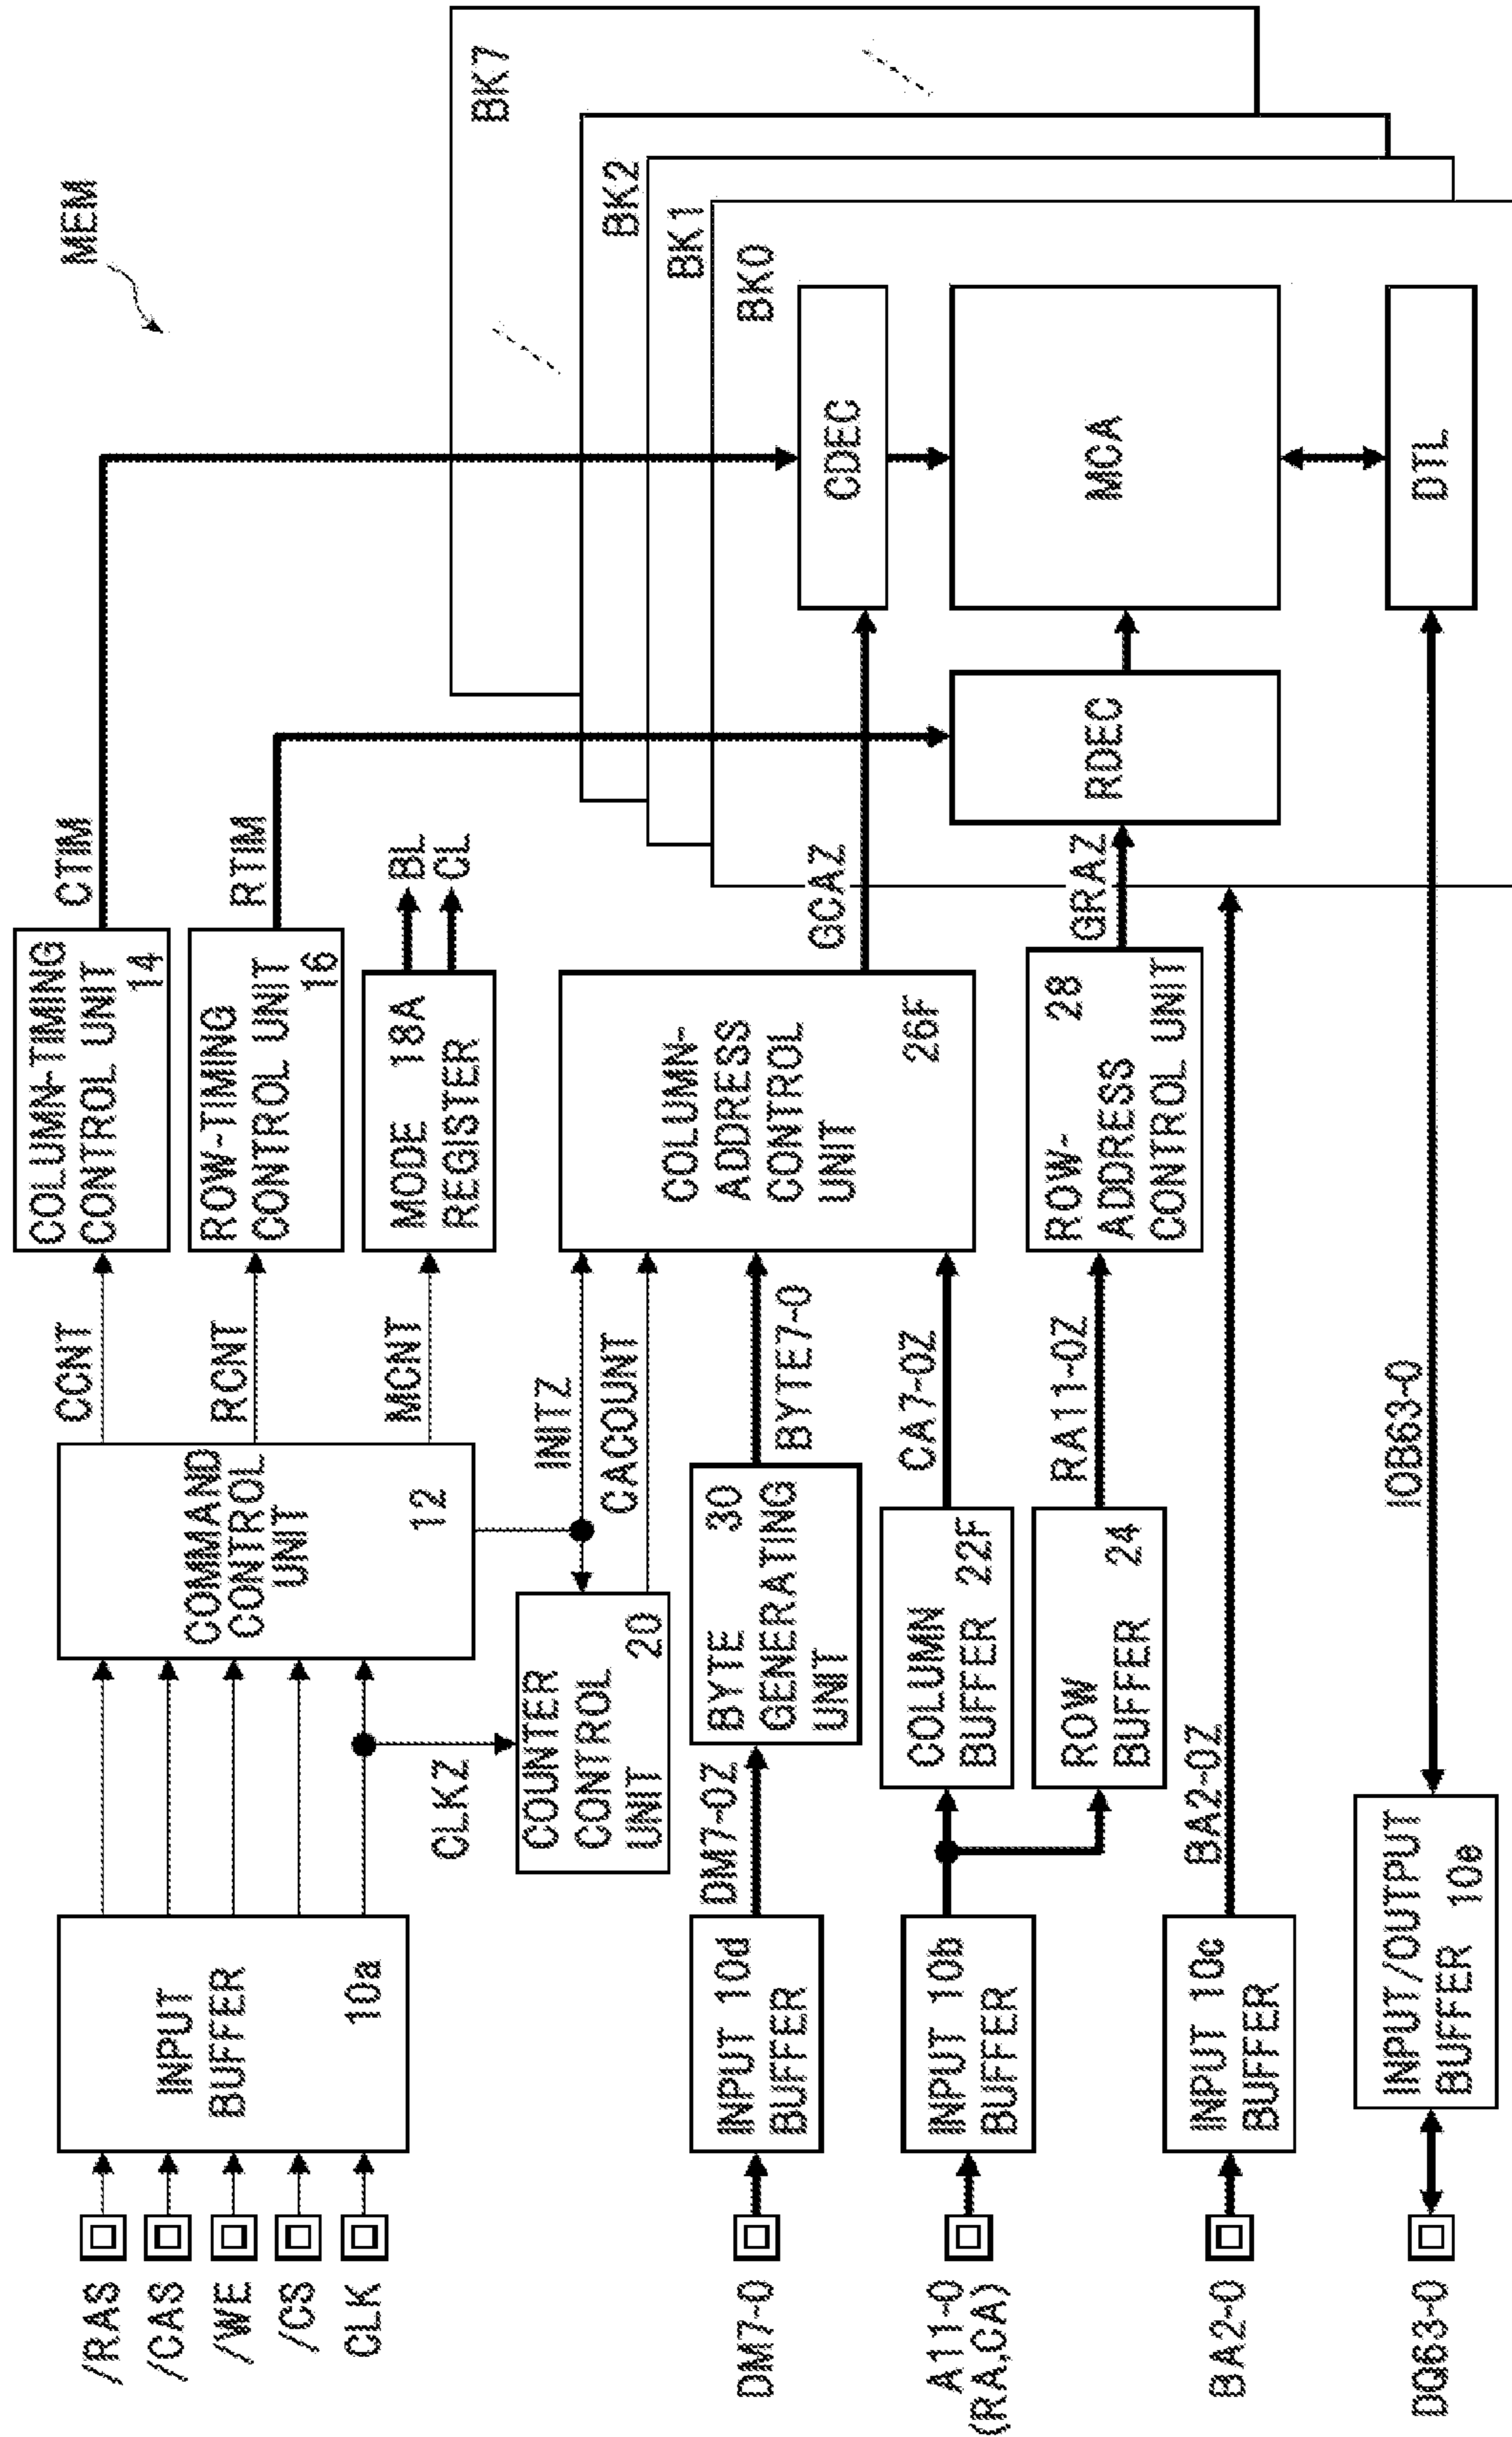 MEM
/RAS
/CAS
/WE
/CS
CLK
INPUT
BUFFER
10a
COMMAND
CONTROL
UNIT
12
CCNT
RCNT
MCNT
COLUMN-TIMING
CONTROL UNIT
14
CTIM
ROW-TIMING
CONTROL UNIT
16
RTIM
MODE 18A
REGISTER
BL
CL
CLKZ
COUNTER
CONTROL
UNIT 20
INITZ
CACOUNT
DM7-0
INPUT 10d
BUFFER
DM7-0Z
BYTE 30
GENERATING
UNIT
BYTE7-0
COLUMN-
ADDRESS
CONTROL
UNIT
26F
GCAZ
A11-0
(RA,CA)
INPUT 10b
BUFFER
COLUMN
BUFFER 22F
CA7-0Z
ROW
BUFFER 24
RA11-0Z
ROW- 28
ADDRESS
CONTROL UNIT
GRAZ
BA2-0
INPUT 10c
BUFFER
BA2-0Z
DQ63-0
INPUT/OUTPUT
BUFFER 10e
IOB63-0
BK7
BK2
BK1
BK0
CDEC
RDEC
MCA
DTL